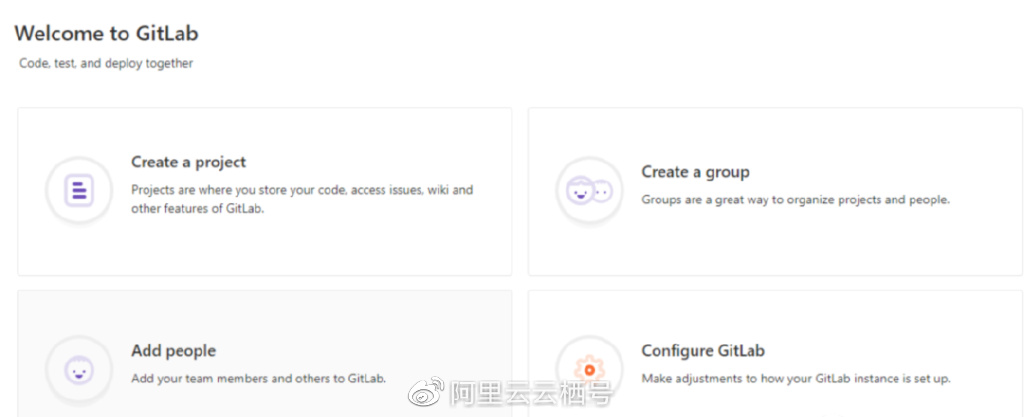 Welcome to GitLab
Code, test, and deploy together
Create a project
Projects are where you store your code, access issues, wiki and
other features of GitLab.
Create a group
Groups are a great way to organize projects and people.
Add people
Add your team members and others to GitLab.
Configure GitLab
Make adjustments to how your GitLab instance is set up.
阿里云云栖号